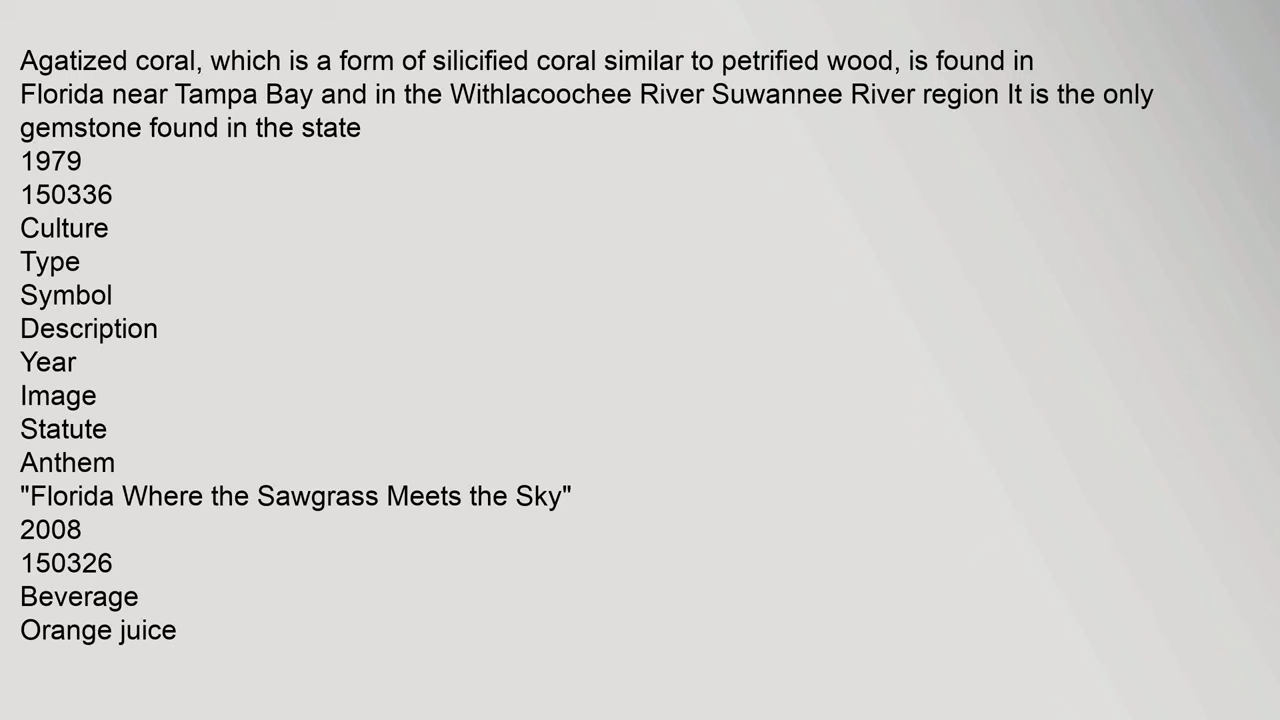 Agatized coral, which is a form of silicified coral similar to petrified wood, is found in
Florida near Tampa Bay and in the Withlacoochee River Suwannee River region It is the only
gemstone found in the state
1979
150336
Culture
Type
Symbol
Description
Year
Image
Statute
Anthem
"Florida Where the Sawgrass Meets the Sky"
2008
150326
Beverage
Orange juice